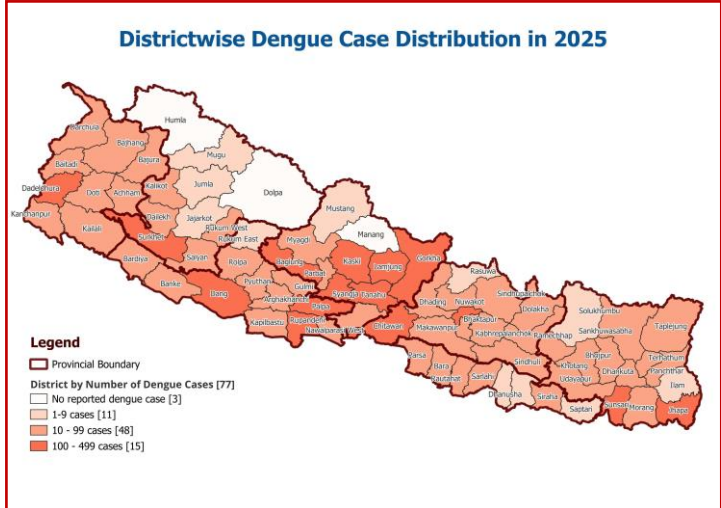 Districtwise Dengue Case Distribution in 2025
Humla
Darchula
Bajhang
Mugu
Bajura
Baitadi
Dadeldhura
Doti
Achham
Kalikot
Jumla
Dolpa
Mustang
Kanchanpur
Kailali
Dailekh
Jajarkot
Rukum West
Rukum East
Manang
Surkhet
Salyan
Rolpa
Myagdi
Baglung
Parbat
Kaski
Lamjung
Gorkha
Bardiya
Banke
Dang
Pyuthan
Gulmi
Arghakhanchi
Syangja
Tanahu
Rasuwa
Palpa
Kapilbastu
Rupandehi
Nawalparasi West
Chitawan
Dhading
Nuwakot
Sindhupalchok
Dolakha
Bhaktapur
Makawanpur
Kabhrepalanchok
Ramechhap
Solukhumbu
Sankhuwasabha
Taplejung
Parsa
Bara
Rautahat
Sarlahi
Sindhuli
Khotang
Bhojpur
Terhathum
Panchthar
Dhankuta
Udayapur
Ilam
Dhanusha
Siraha
Saptari
Sunsari
Morang
Jhapa
Legend
Provincial Boundary
District by Number of Dengue Cases [77]
No reported dengue case [3]
1-9 cases [11]
10 - 99 cases [48]
100 - 499 cases [15]